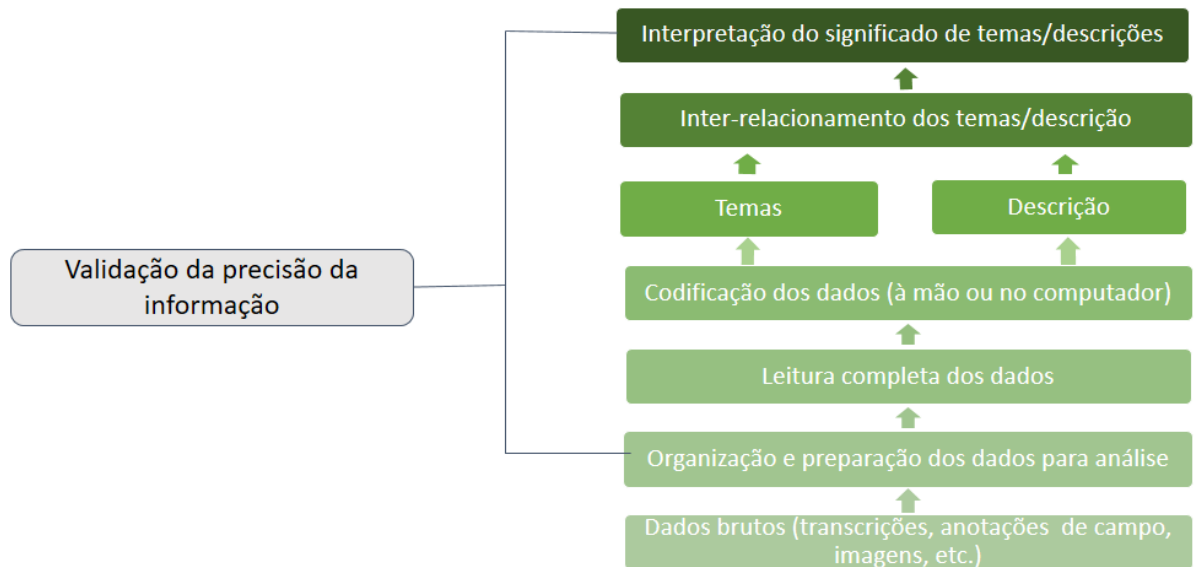 Interpretação do significado de temas/descrições
Inter-relacionamento dos temas/descrição
Temas
Descrição
Validação da precisão da
informação
Codificação dos dados (à mão ou no computador)
Leitura completa dos dados
Organização e preparação dos dados para análise
Dados brutos (transcrições, anotações de campo,
imagens, etc.)